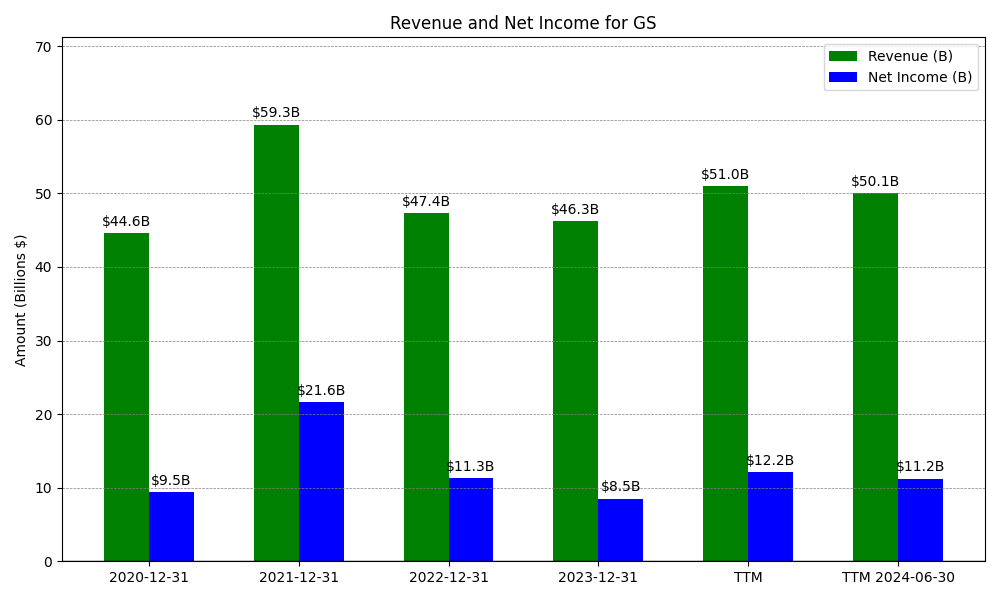 Revenue and Net Income for GS
Revenue (B)
Net Income (B)
Amount (Billions $)
70
60
50
40
30
20
10
0
$44.6B
$9.5B
$59.3B
$21.6B
$47.4B
$11.3B
$46.3B
$8.5B
$51.0B
$12.2B
$50.1B
$11.2B
2020-12-31
2021-12-31
2022-12-31
2023-12-31
TTM
TTM 2024-06-30